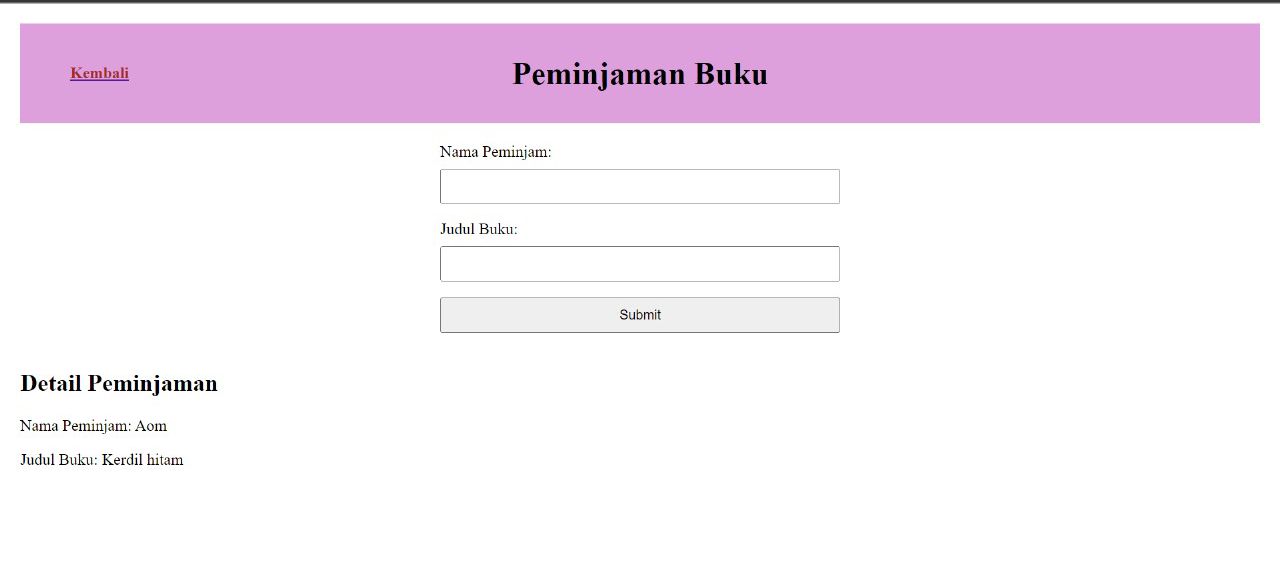 Kembali
Peminjaman Buku
Nama Peminjam:
Judul Buku:
Submit
Detail Peminjaman
Nama Peminjam: Aom
Judul Buku: Kerdil hitam